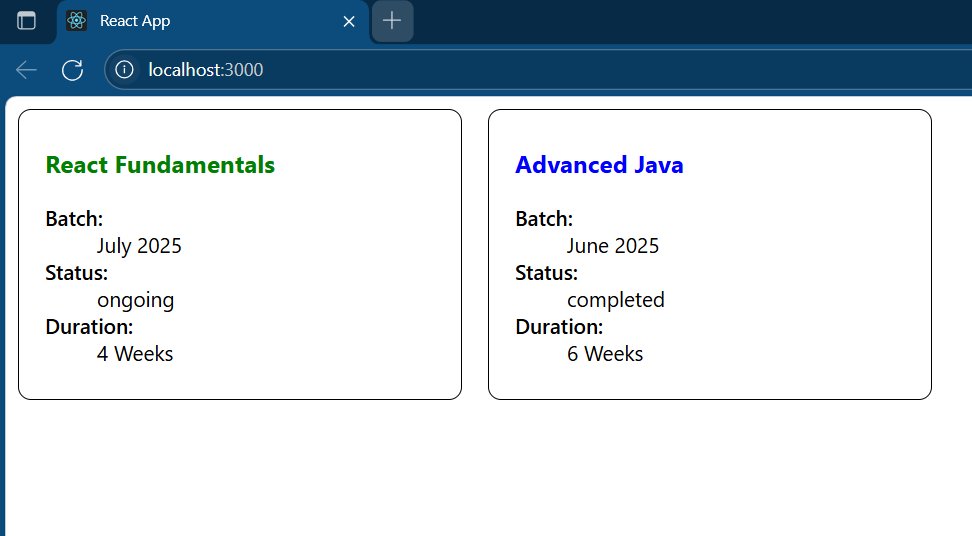 React App
localhost:3000
React Fundamentals
Batch:
July 2025
Status:
ongoing
Duration:
4 Weeks
Advanced Java
Batch:
June 2025
Status:
completed
Duration:
6 Weeks